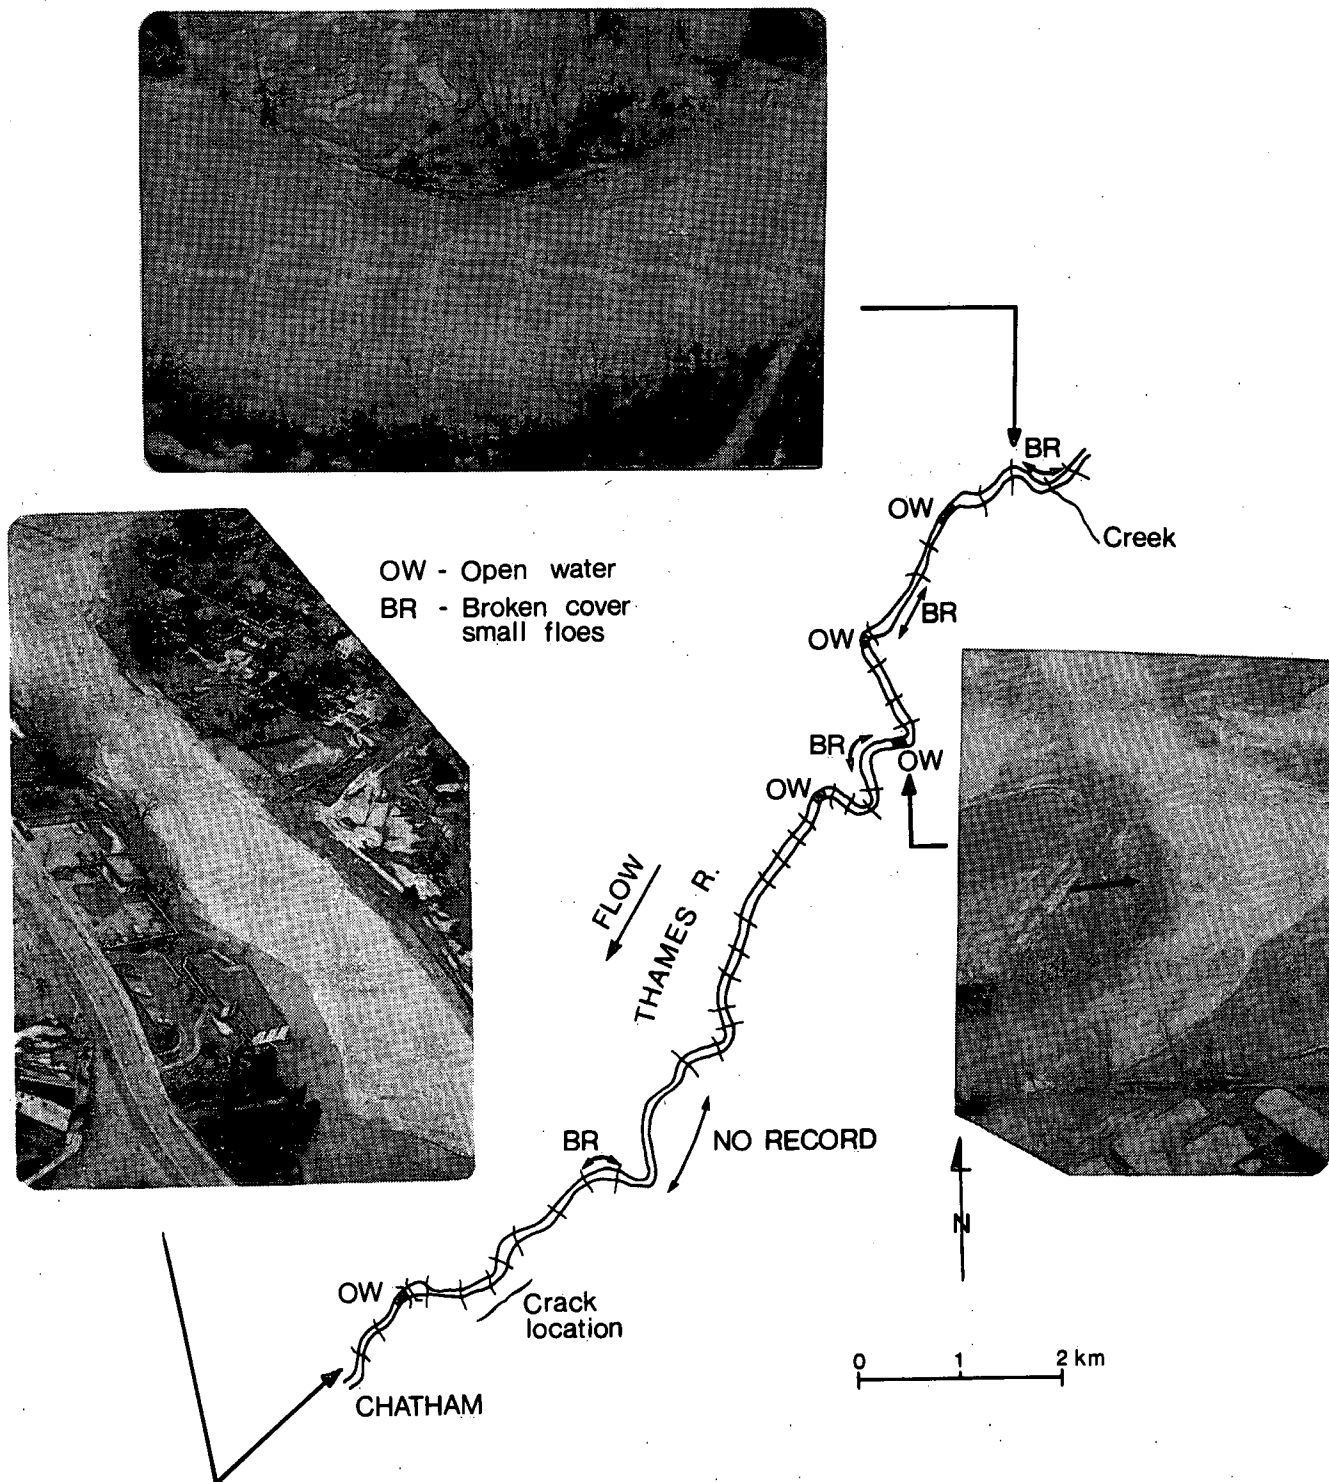 BR
OW
Creek
OW - Open water
BR - Broken cover
small floes
BR
OW
BR
OW
OW
FLOW
THAMES R.
NO RECORD
BR
N
OW
Crack
location
0 1 2 km
CHATHAM